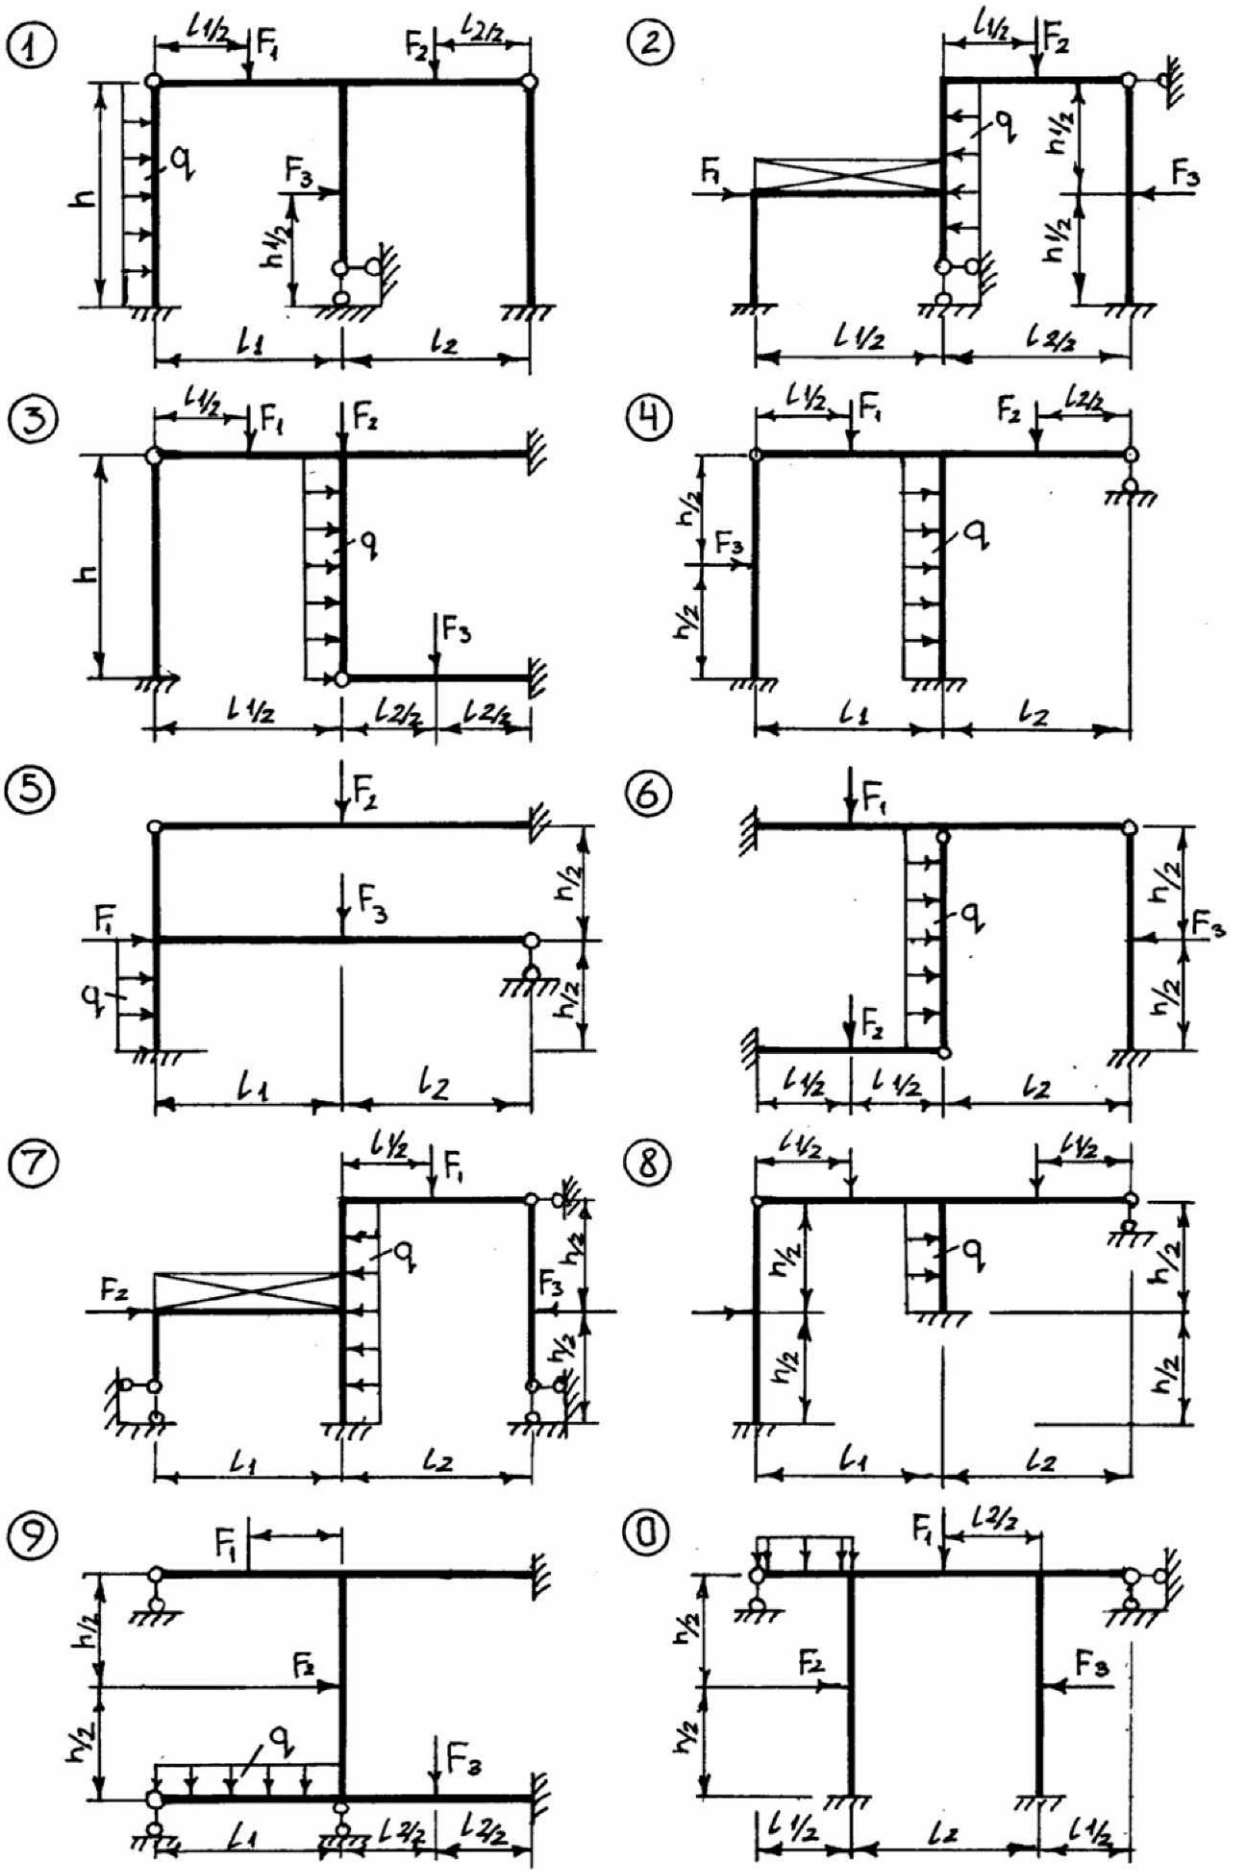 1
l1/2 F1 F2 l2/2
q
h
F3
h1/2
l1 l2
2
l1/2 F2
q
h1/2
F1 F3
h1/2
l1/2 l2/2
3
l1/2 F1 F2
q
h
F3
l1/2 l2/2 l2/2
4
l1/2 F1 F2 l2/2
h/2
F3 q
h/2
l1 l2
5
F2
h/2
F3
F1
q
h/2
l1 l2
6
F1
h/2
q F3
h/2
F2
l1/2 l1/2 l2
7
l1/2 F1
q
h/2
F2 F3
h/2
l1 l2
8
l1/2 l1/2
h/2 q h/2
h/2 h/2
l1 l2
9
F1
h/2
F2
h/2
q F3
l1 l2/2 l2/2
0
F1 l2/2
h/2
F2 F3
h/2
l1/2 l2 l1/2